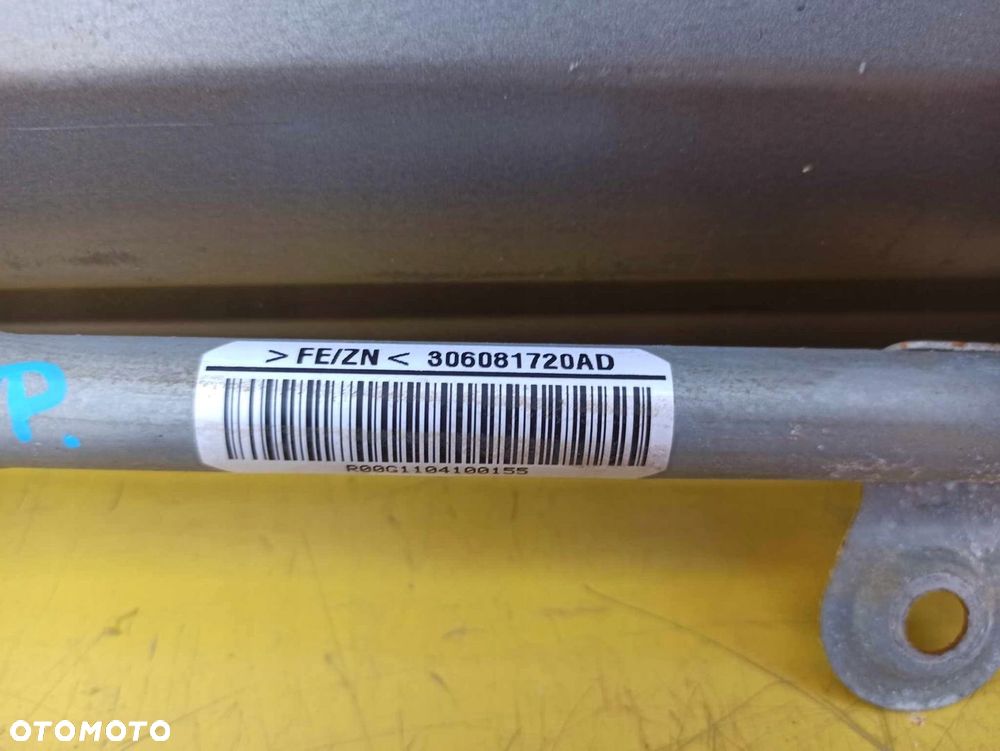 > FE/ZN < 306081720AD
R00G1104100155
P.
OTOMOTO